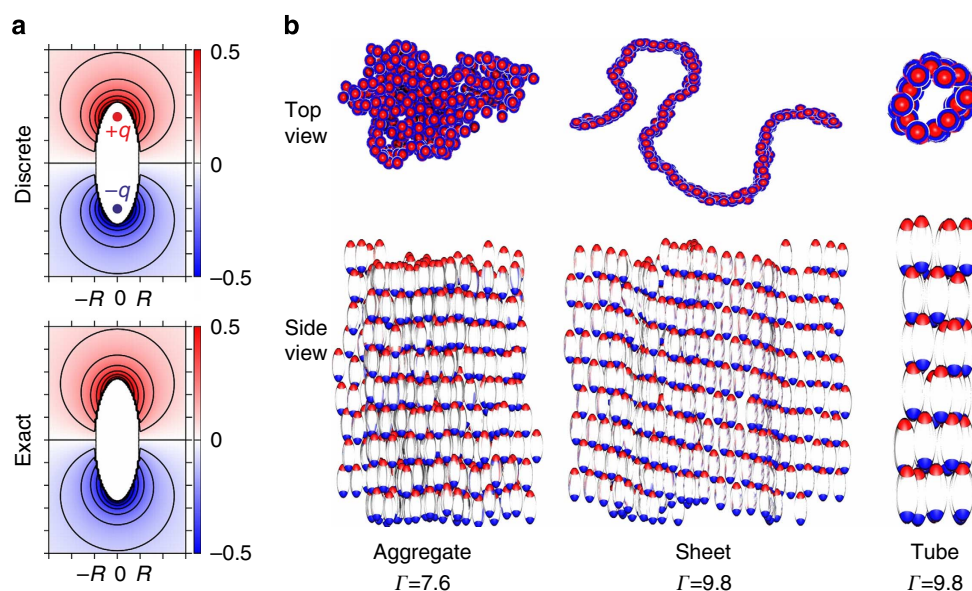 a
b
Discrete
+q
−q
0.5
0
−0.5
−R 0 R
Exact
0.5
0
−0.5
−R 0 R
Top
view
Side
view
Aggregate
Γ=7.6
Sheet
Γ=9.8
Tube
Γ=9.8